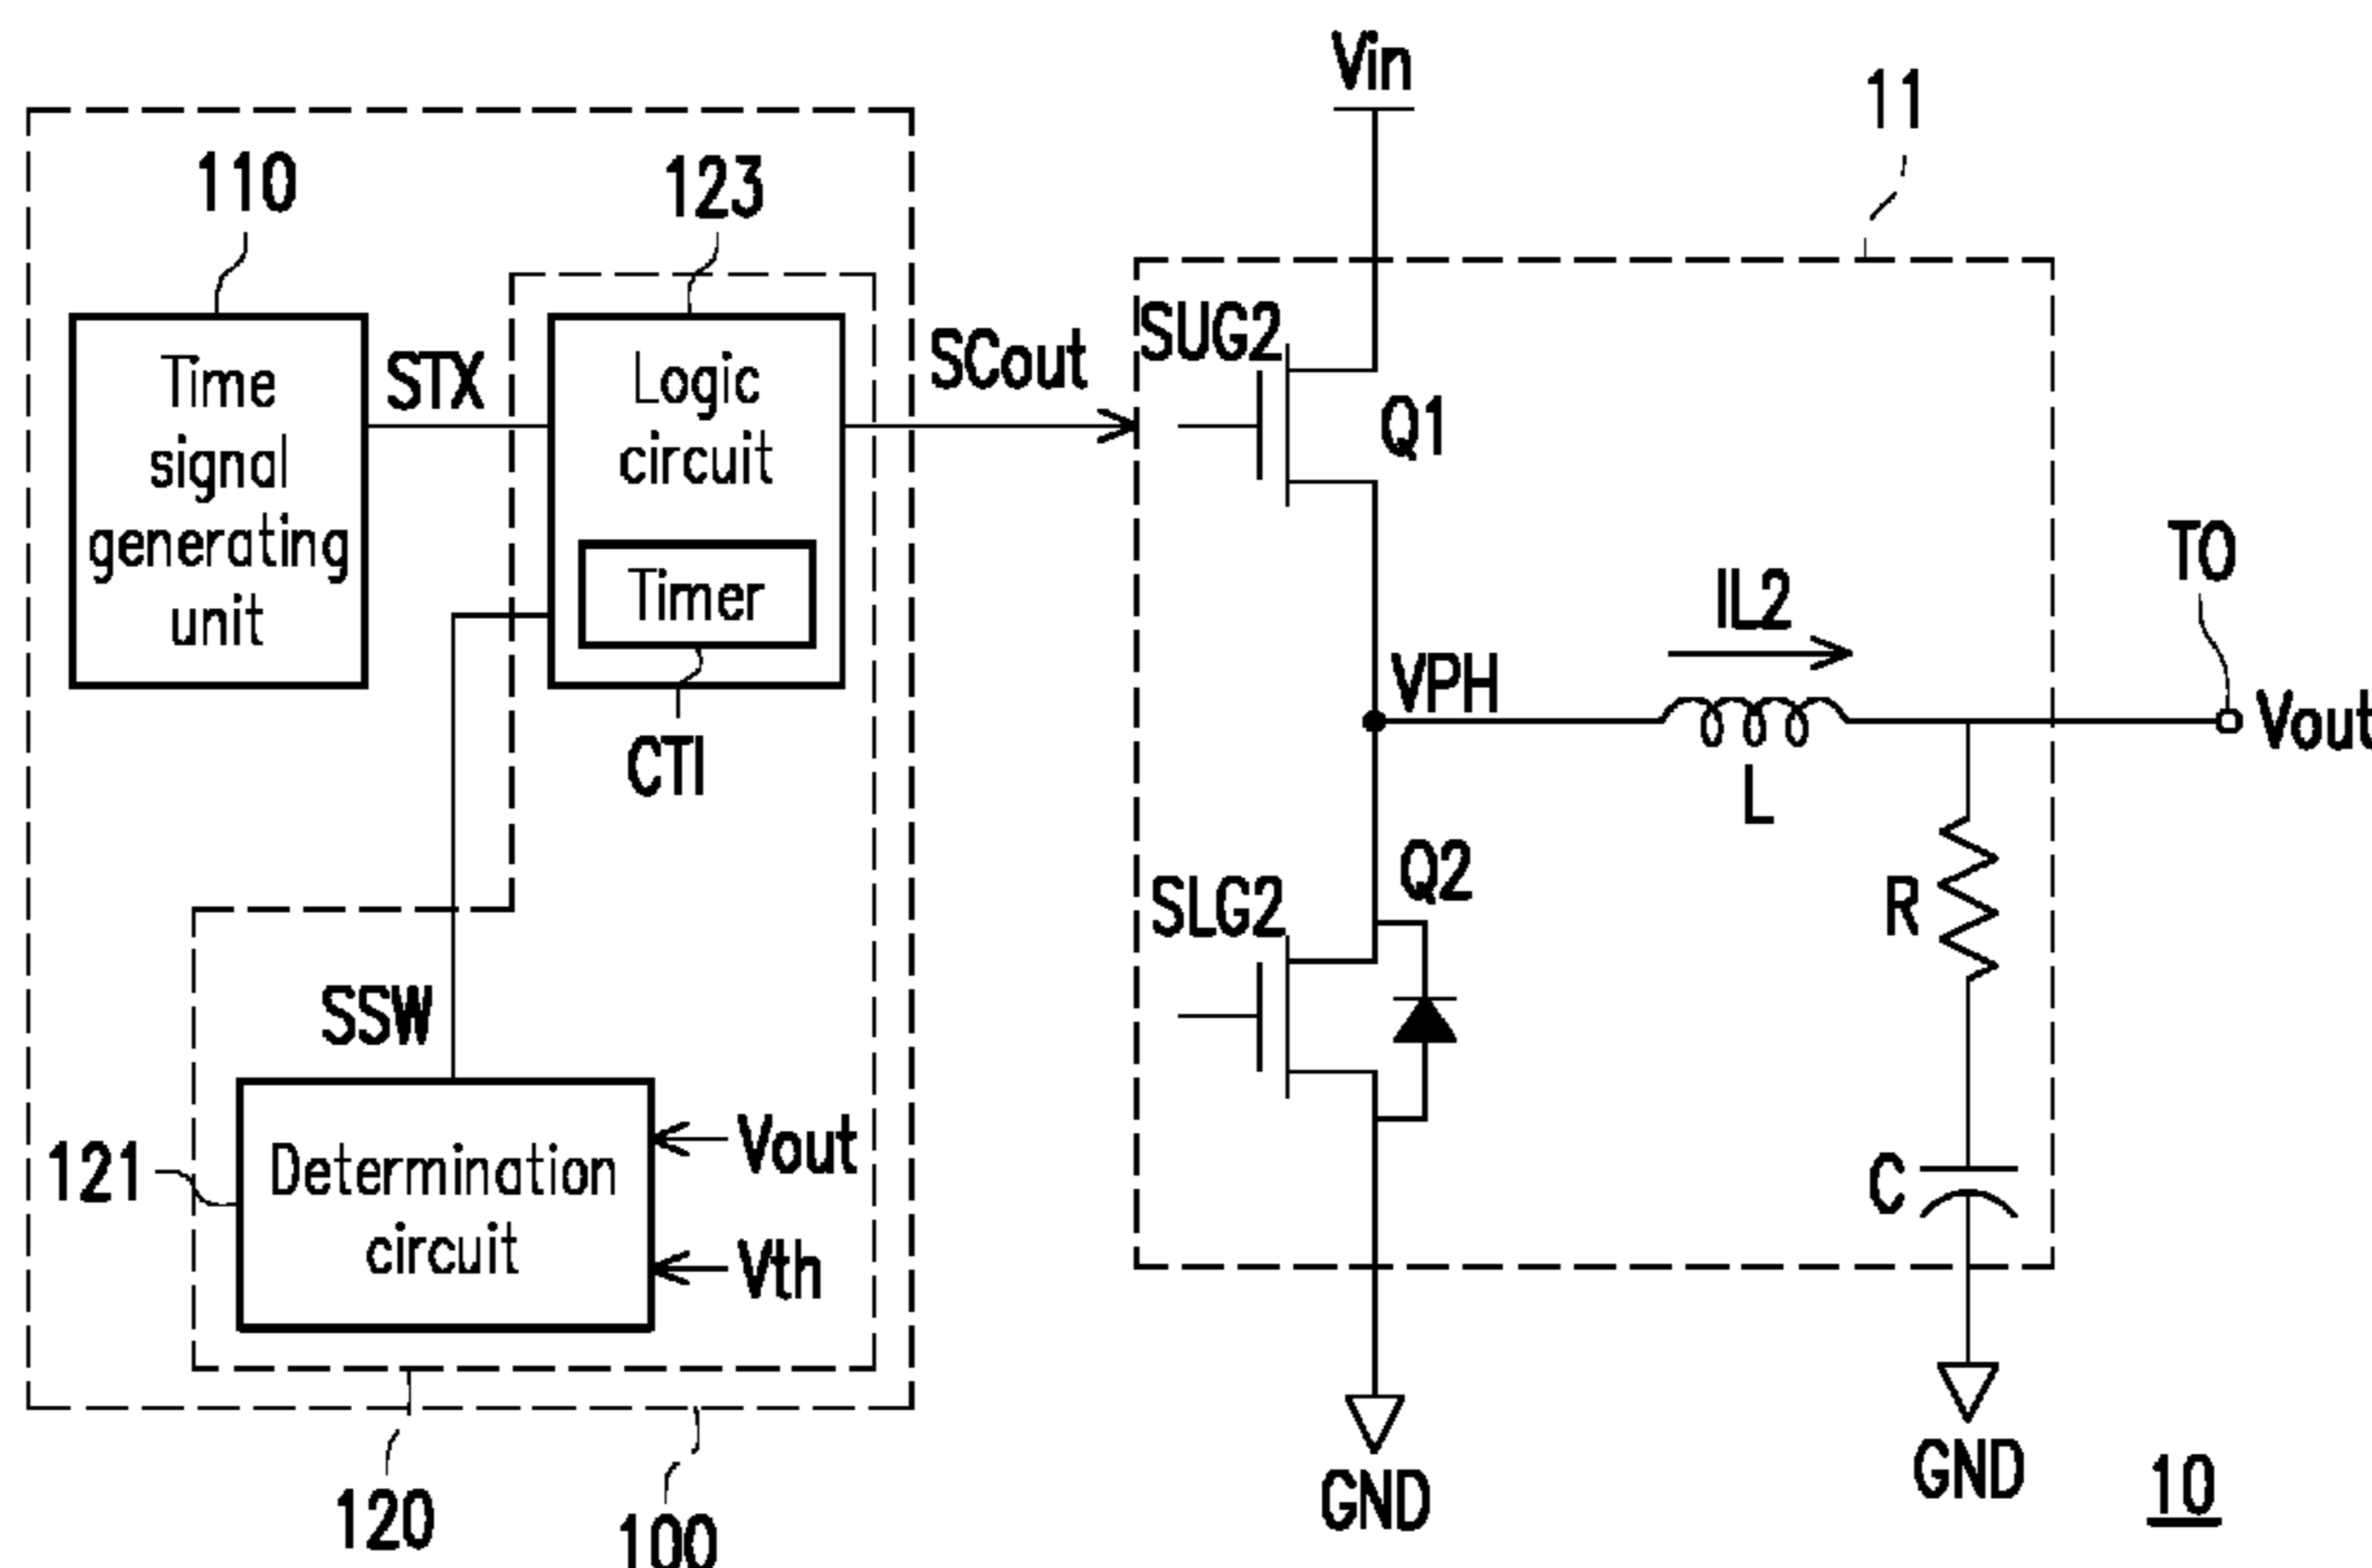 Vin
11
110
123
SUG2
STX
SCout
Time
signal
generating
unit
Logic
circuit
Timer
Q1
TO
IL2
VPH
Vout
CTI
L
Q2
SLG2
R
SSW
Determination
circuit
Vout
Vth
121
C
GND
GND
120
100
10